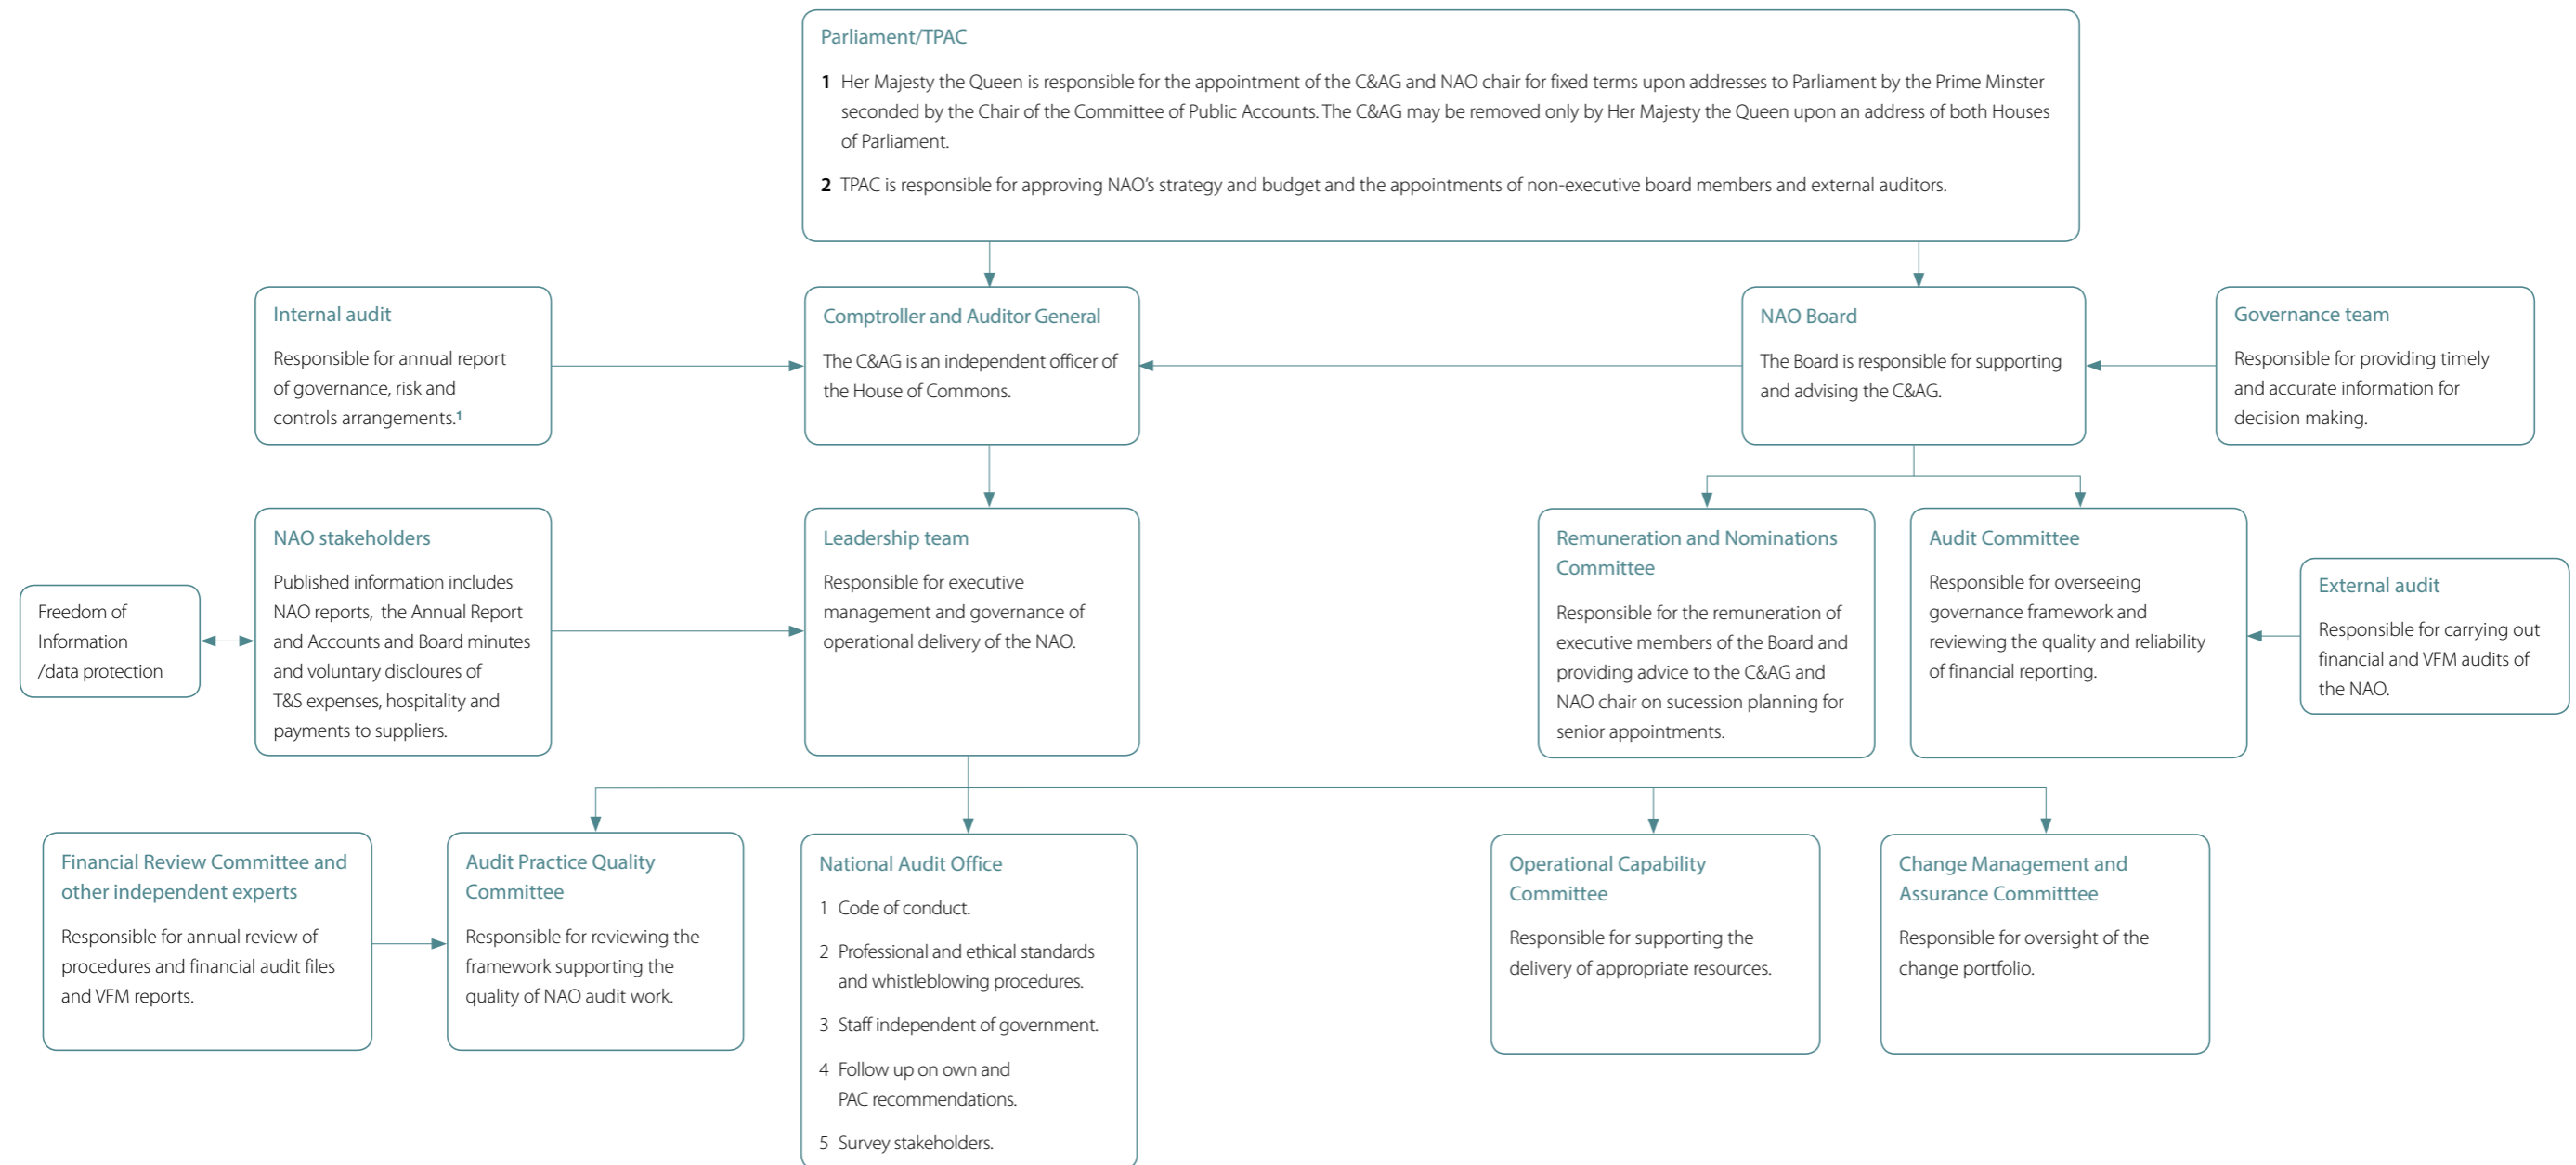 Parliament/TPAC
1 Her Majesty the Queen is responsible for the appointment of the C&AG and NAO chair for fixed terms upon addresses to Parliament by the Prime Minster
seconded by the Chair of the Committee of Public Accounts. The C&AG may be removed only by Her Majesty the Queen upon an address of both Houses
of Parliament.
2 TPAC is responsible for approving NAO’s strategy and budget and the appointments of non-executive board members and external auditors.
Internal audit
Responsible for annual report
of governance, risk and
controls arrangements.1
Comptroller and Auditor General
The C&AG is an independent officer of
the House of Commons.
NAO Board
The Board is responsible for supporting
and advising the C&AG.
Governance team
Responsible for providing timely
and accurate information for
decision making.
Freedom of
Information
/data protection
NAO stakeholders
Published information includes
NAO reports, the Annual Report
and Accounts and Board minutes
and voluntary discloures of
T&S expenses, hospitality and
payments to suppliers.
Leadership team
Responsible for executive
management and governance of
operational delivery of the NAO.
Remuneration and Nominations
Committee
Responsible for the remuneration of
executive members of the Board and
providing advice to the C&AG and
NAO chair on sucession planning for
senior appointments.
Audit Committee
Responsible for overseeing
governance framework and
reviewing the quality and reliability
of financial reporting.
External audit
Responsible for carrying out
financial and VFM audits of
the NAO.
Financial Review Committee and
other independent experts
Responsible for annual review of
procedures and financial audit files
and VFM reports.
Audit Practice Quality
Committee
Responsible for reviewing the
framework supporting the
quality of NAO audit work.
National Audit Office
1 Code of conduct.
2 Professional and ethical standards
and whistleblowing procedures.
3 Staff independent of government.
4 Follow up on own and
PAC recommendations.
5 Survey stakeholders.
Operational Capability
Committee
Responsible for supporting the
delivery of appropriate resources.
Change Management and
Assurance Committtee
Responsible for oversight of the
change portfolio.